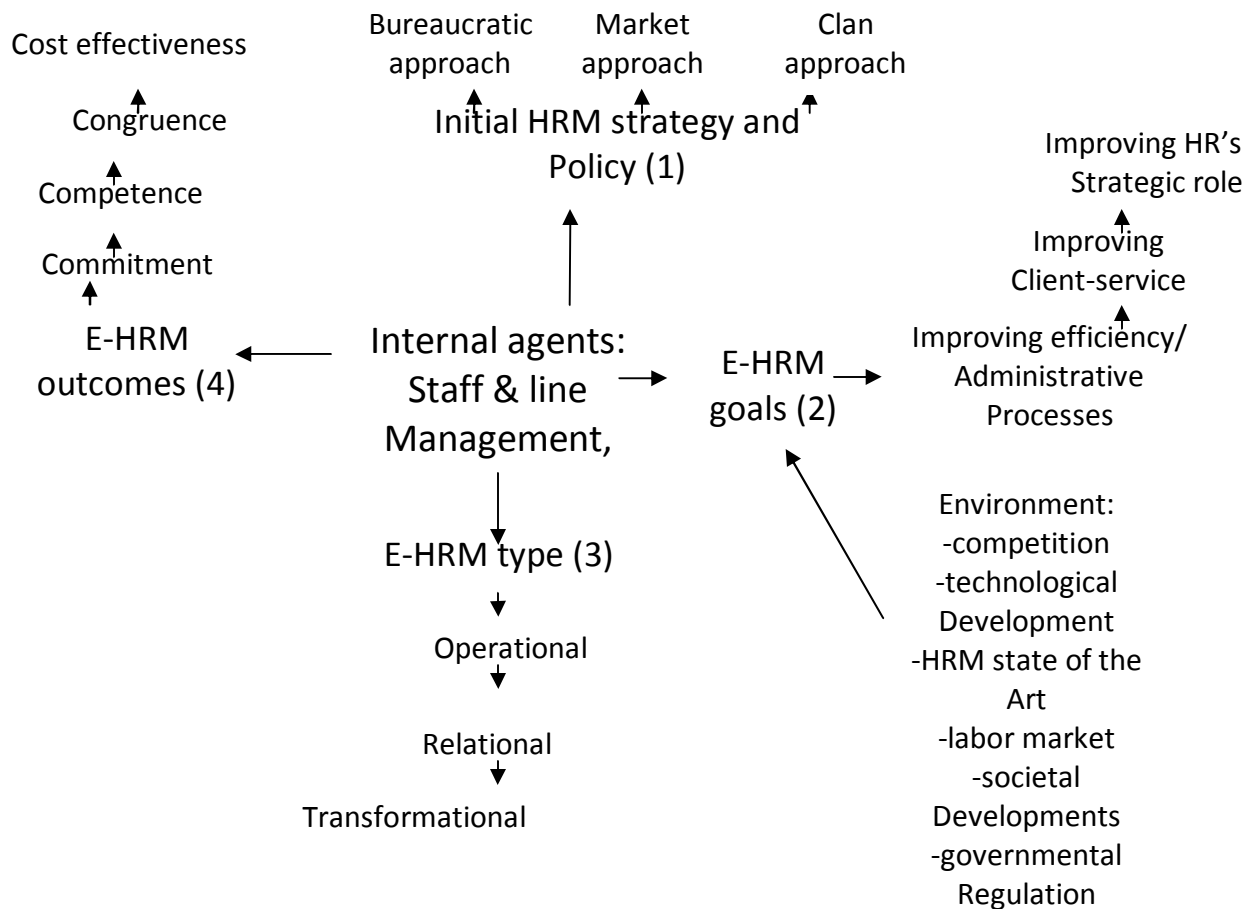 Cost effectiveness
Congruence
Competence
Commitment
E-HRM
outcomes (4)
Bureaucratic
approach
Market
approach
Clan
approach
Initial HRM strategy and
Policy (1)
Internal agents:
Staff & line
Management,
E-HRM
goals (2)
Improving HR’s
Strategic role
Improving
Client-service
Improving efficiency/
Administrative
Processes
E-HRM type (3)
Operational
Relational
Transformational
Environment:
-competition
-technological
Development
-HRM state of the
Art
-labor market
-societal
Developments
-governmental
Regulation